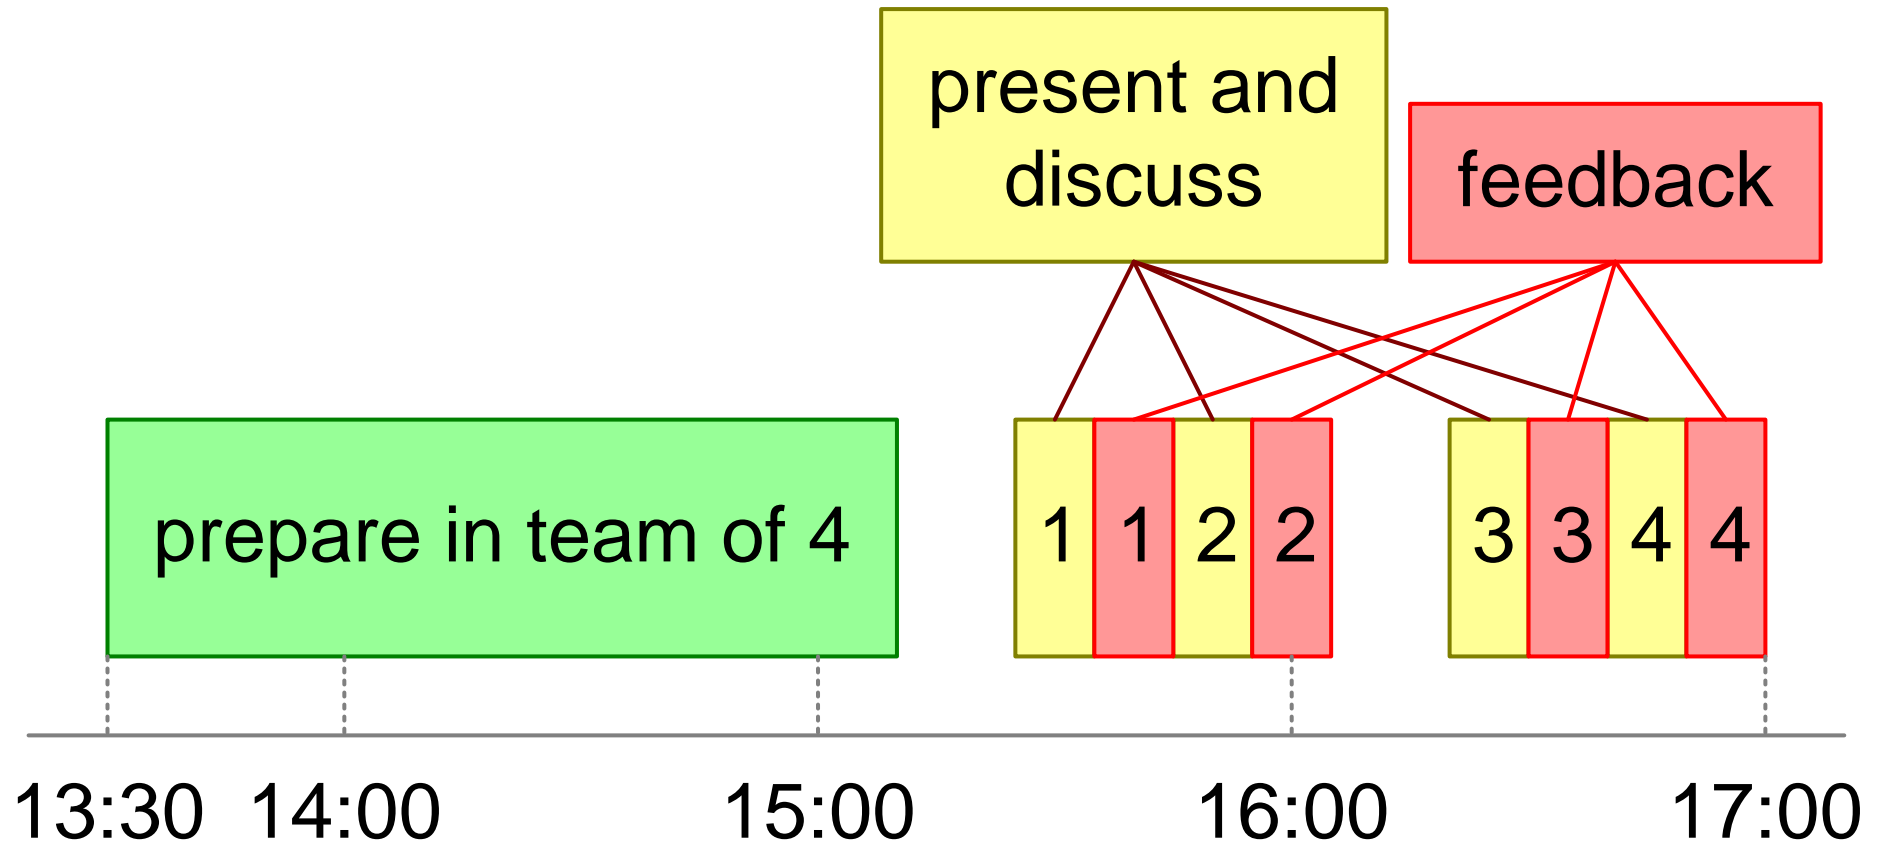 present and
discuss
feedback
prepare in team of 4
1 1 2 2 3 3 4 4
13:30 14:00 15:00 16:00 17:00